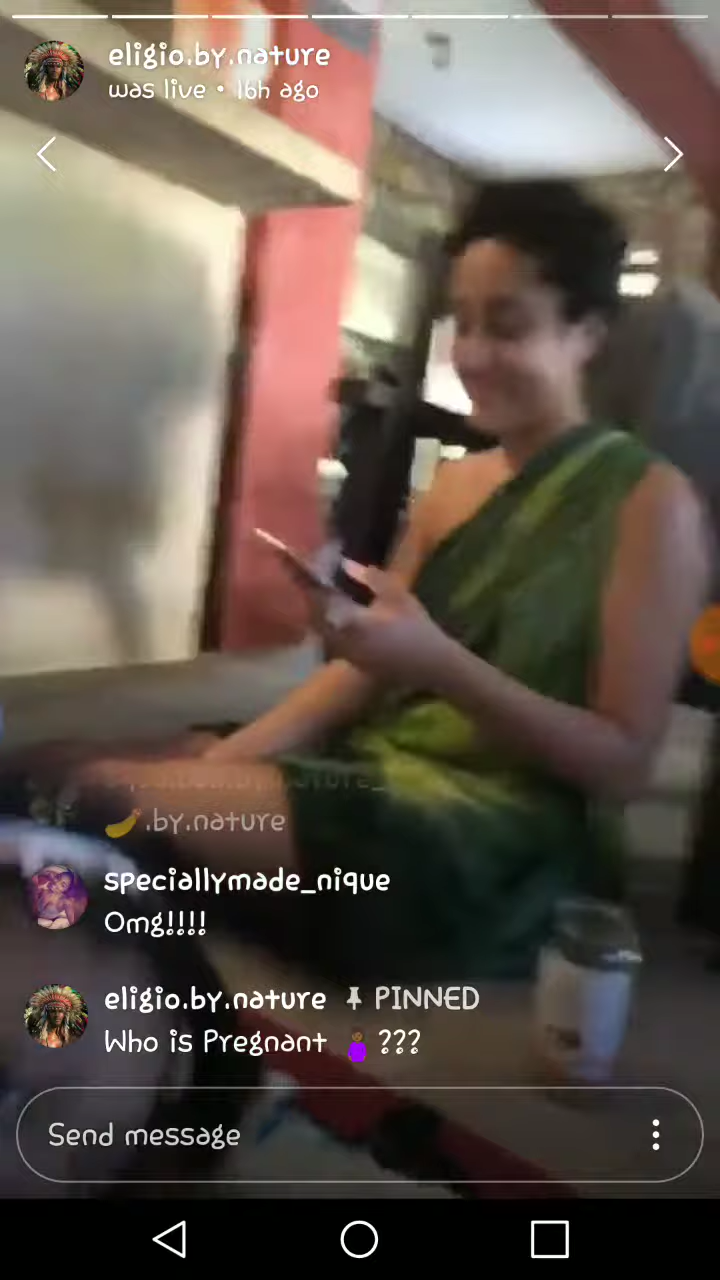 eligio.by.nature
was live • 16h ago
🍌.by.nature
speciallymade_nique
Omg!!!!
eligio.by.nature PINNED
Who is Pregnant 🤰🏾???
Send message